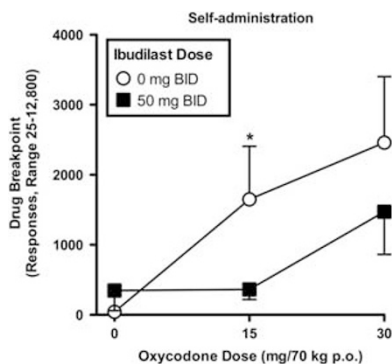 Self-administration
Ibudilast Dose
0 mg BID
50 mg BID
Drug Breakpoint
(Responses, Range 25-12,800)
4000
3000
2000
1000
0
*
0
15
30
Oxycodone Dose (mg/70 kg p.o.)